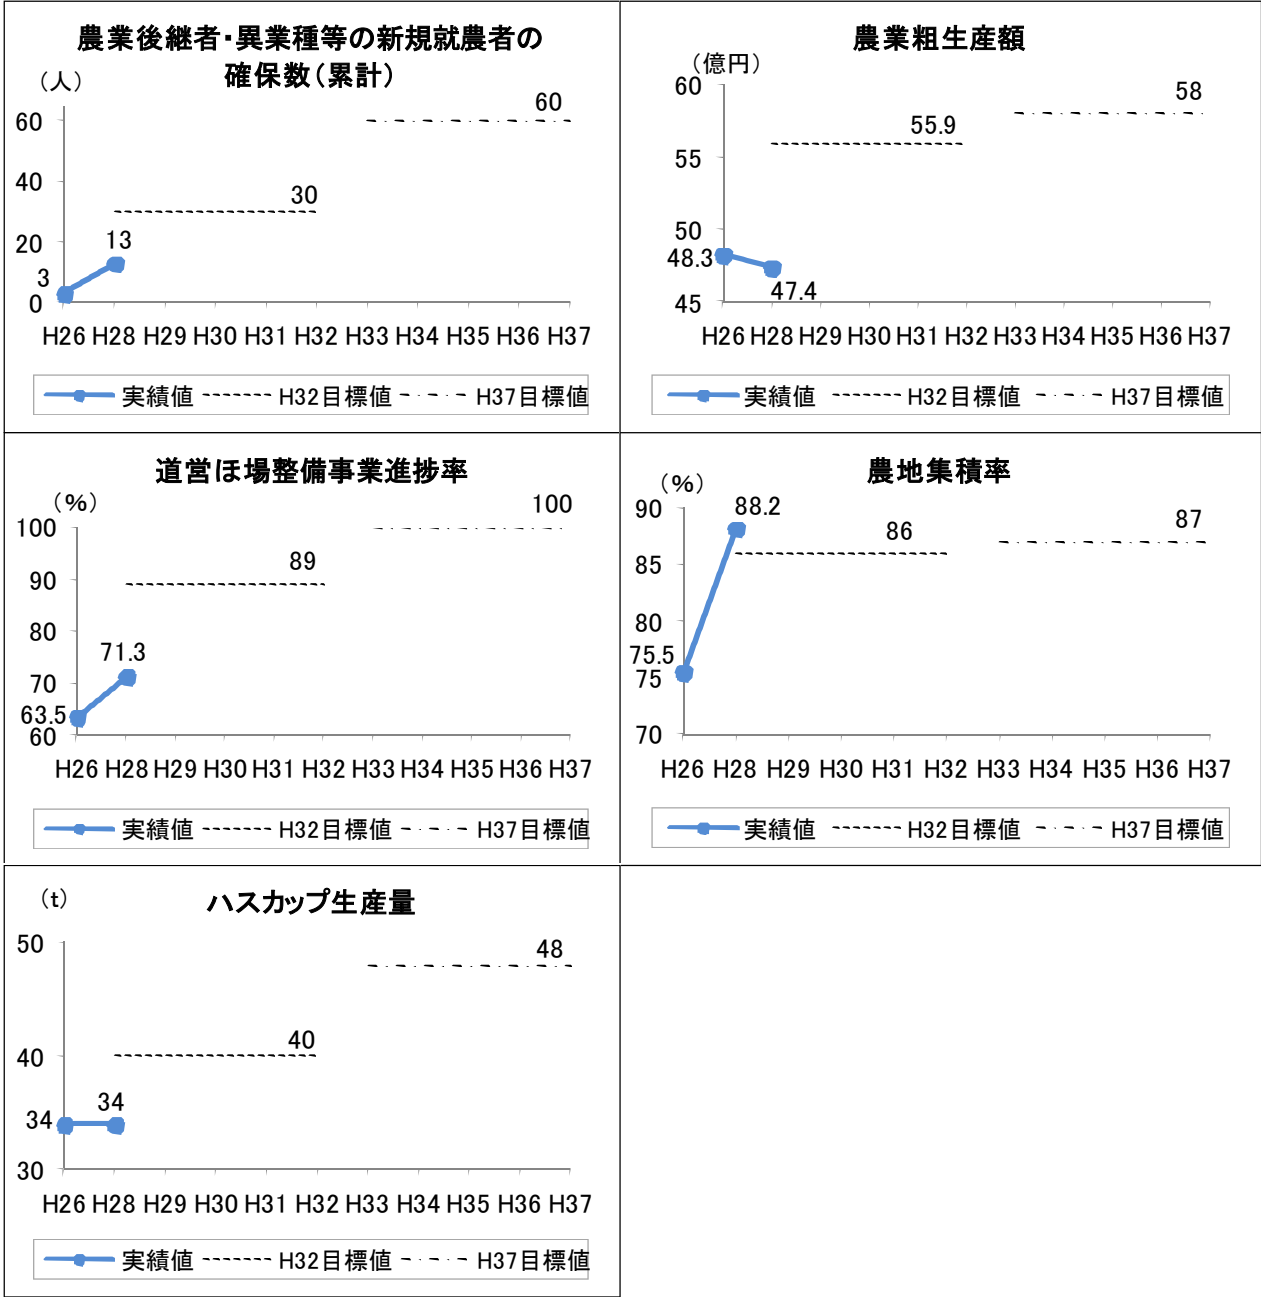 農業後継者・異業種等の新規就農者の
確保数（累計）
（人）
60
40
20
0
3
13
30
60
H26 H28 H29 H30 H31 H32 H33 H34 H35 H36 H37
実績値 H32目標値 H37目標値
農業粗生産額
（億円）
60
55
50
45
48.3
47.4
55.9
58
H26 H28 H29 H30 H31 H32 H33 H34 H35 H36 H37
実績値 H32目標値 H37目標値
道営ほ場整備事業進捗率
（％）
100
90
80
70
60
63.5
71.3
89
100
H26 H28 H29 H30 H31 H32 H33 H34 H35 H36 H37
実績値 H32目標値 H37目標値
農地集積率
（％）
90
85
80
75
70
75.5
88.2
86
87
H26 H28 H29 H30 H31 H32 H33 H34 H35 H36 H37
実績値 H32目標値 H37目標値
ハスカップ生産量
（t）
50
40
30
34
34
40
48
H26 H28 H29 H30 H31 H32 H33 H34 H35 H36 H37
実績値 H32目標値 H37目標値